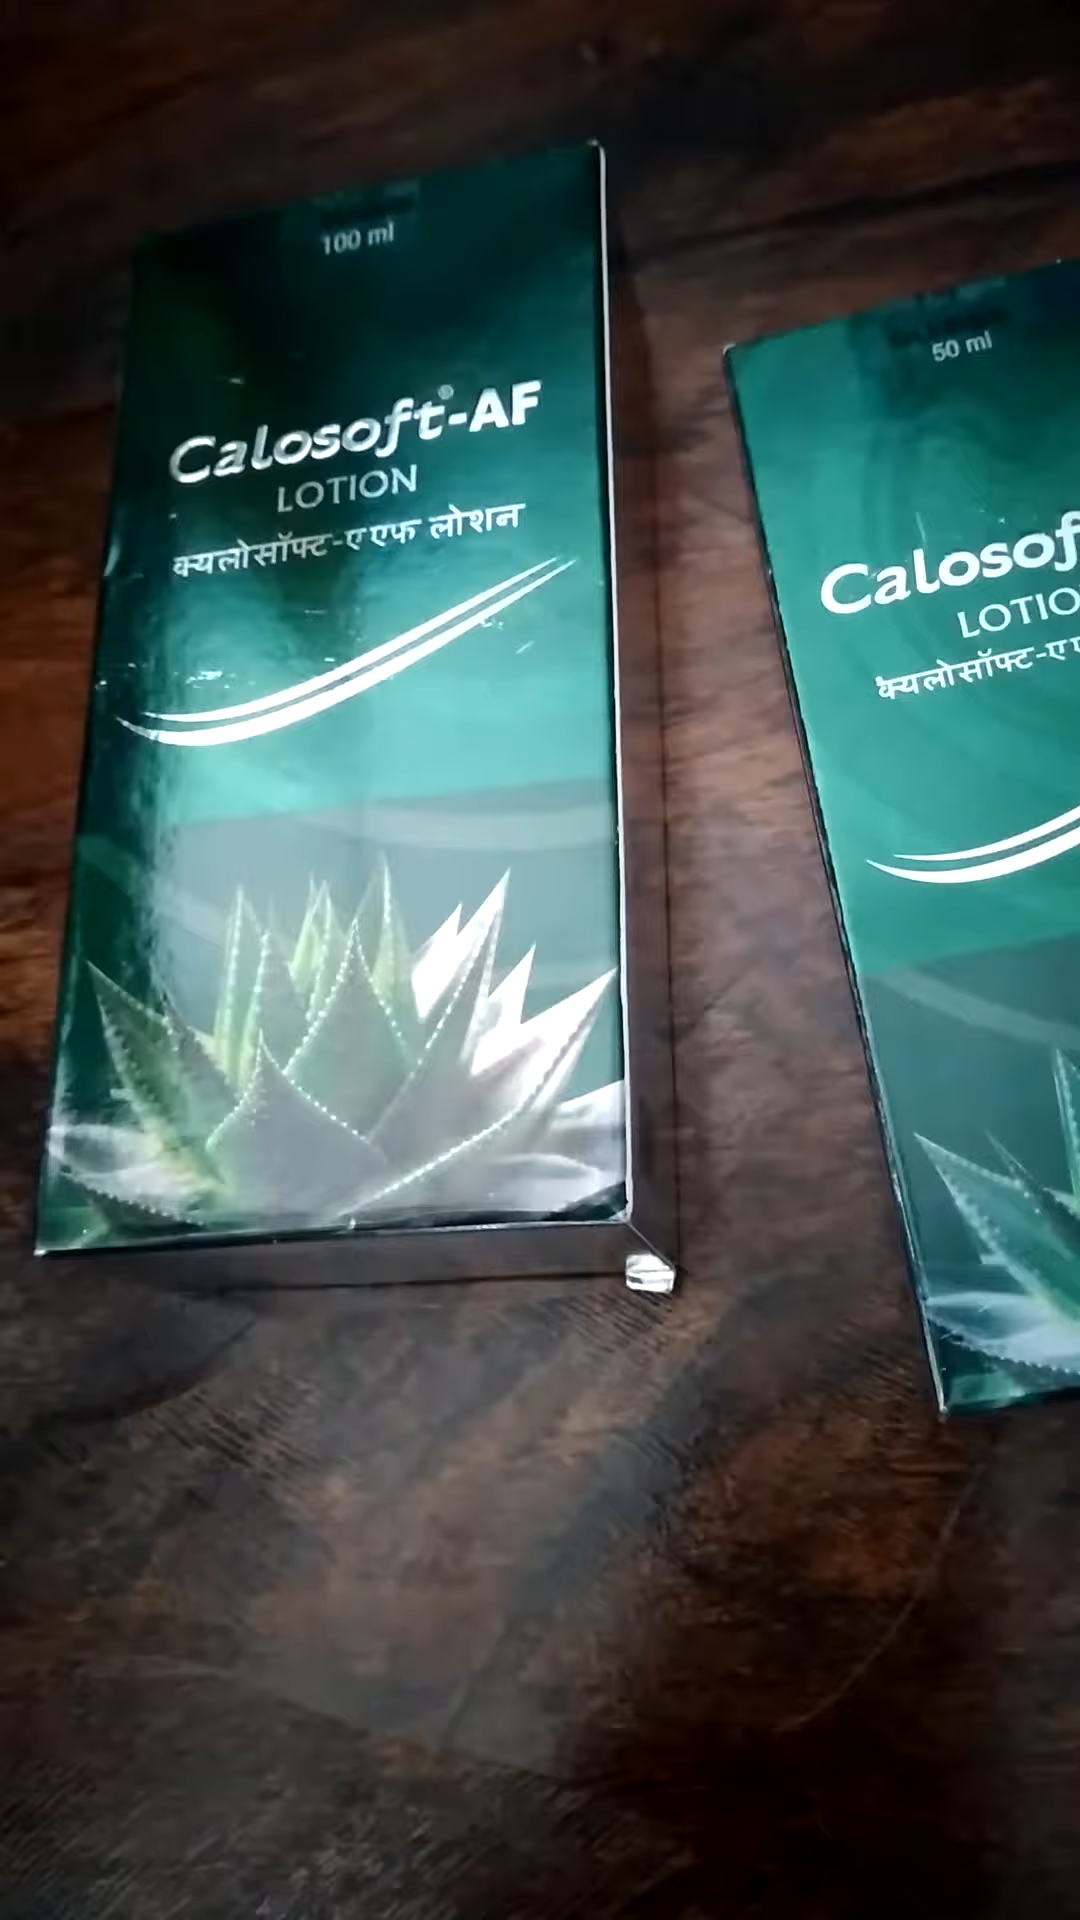 100 ml
Calosoft®-AF
LOTION
क्यलोसॉफ्ट-एएफ लोशन
50 ml
Calosof
LOTIO
क्यलोसॉफ्ट-ए